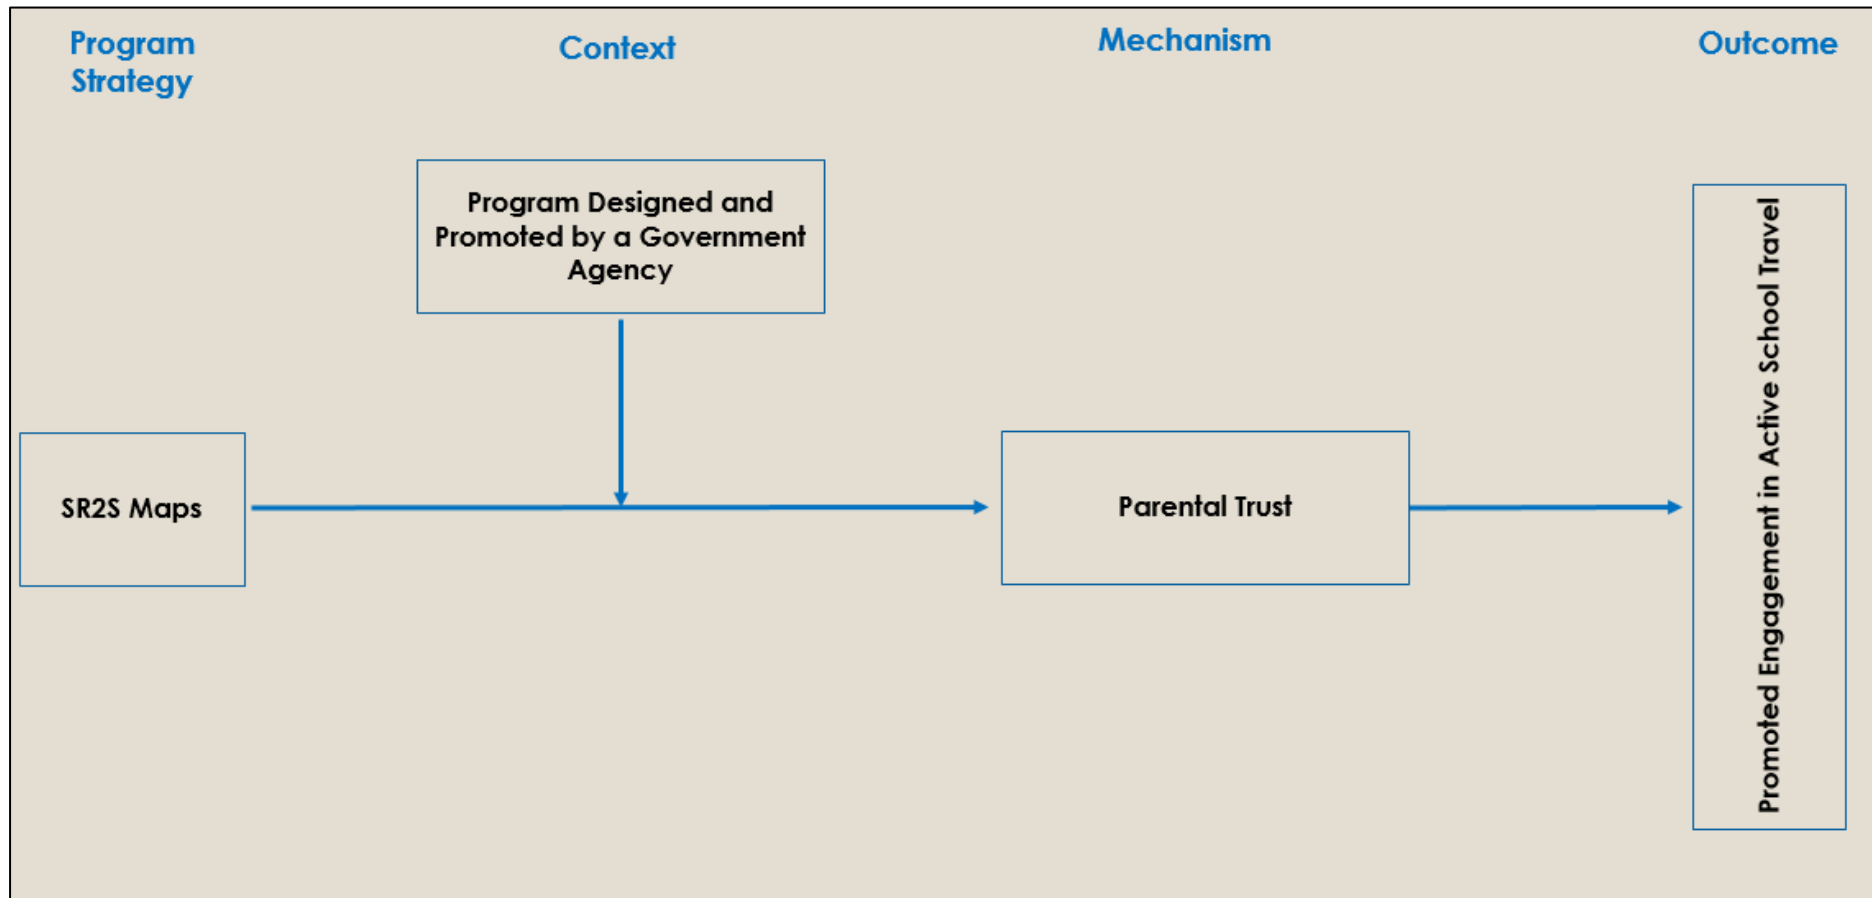 Program
Strategy
Context
Mechanism
Outcome
Program Designed and
Promoted by a Government
Agency
SR2S Maps
Parental Trust
Promoted Engagement in Active School Travel